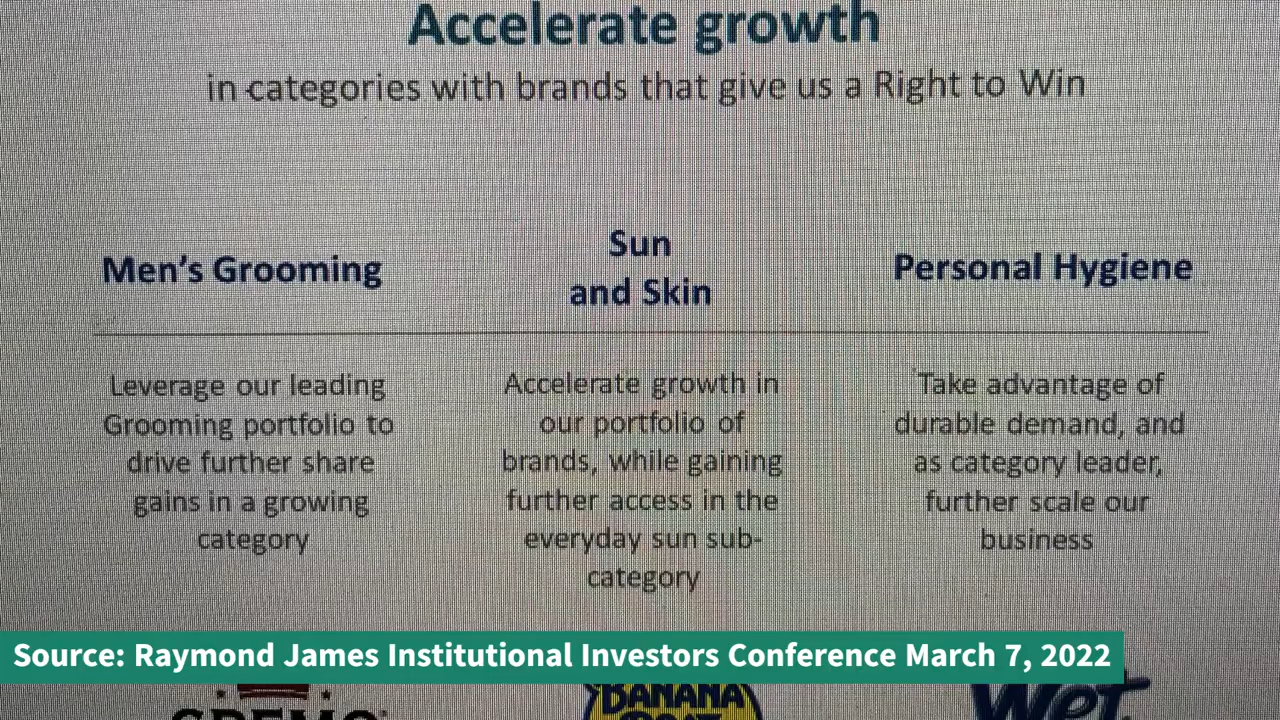 Accelerate growth
in categories with brands that give us a Right to Win
Men's Grooming
Sun
and Skin
Personal Hygiene
Leverage our leading
Grooming portfolio to
drive further share
gains in a growing
category
Accelerate growth in
our portfolio of
brands, while gaining
further access in the
everyday sun sub-
category
Take advantage of
durable demand, and
as category leader,
further scale our
business
Source: Raymond James Institutional Investors Conference March 7, 2022
Wet